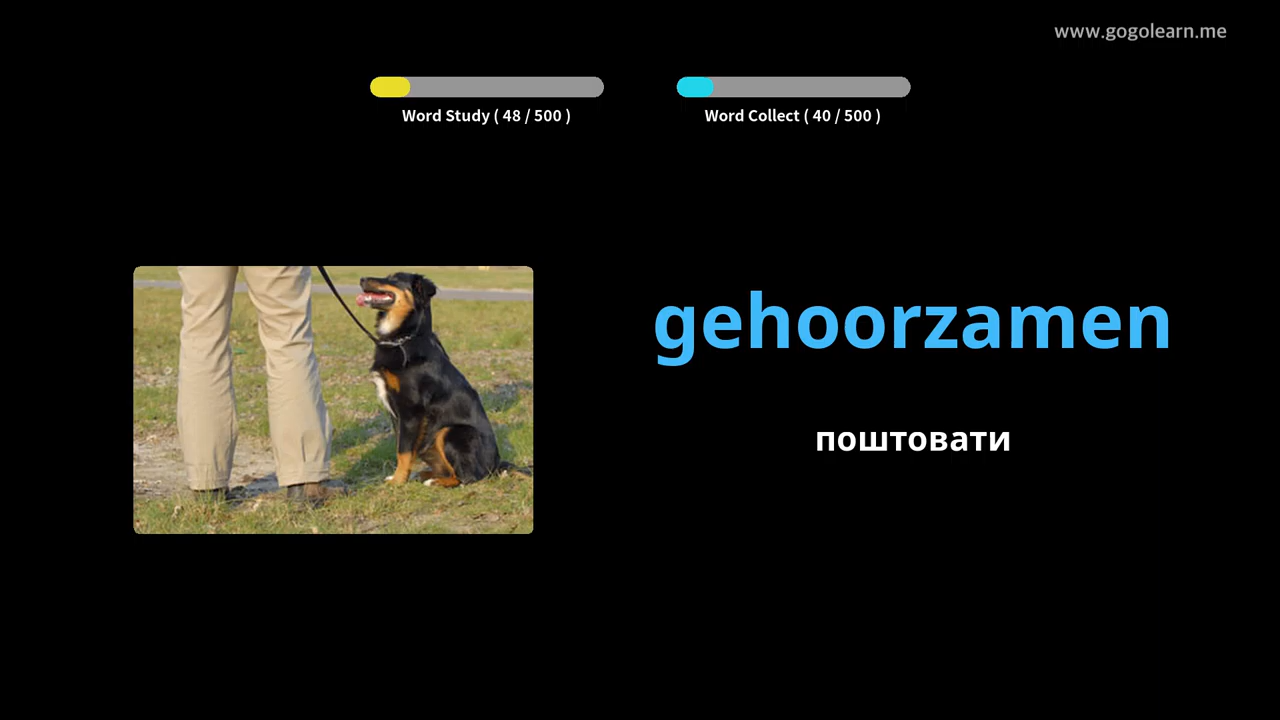 www.gogolearn.me
Word Study ( 48 / 500 )
Word Collect ( 40 / 500 )
gehoorzamen
поштовати